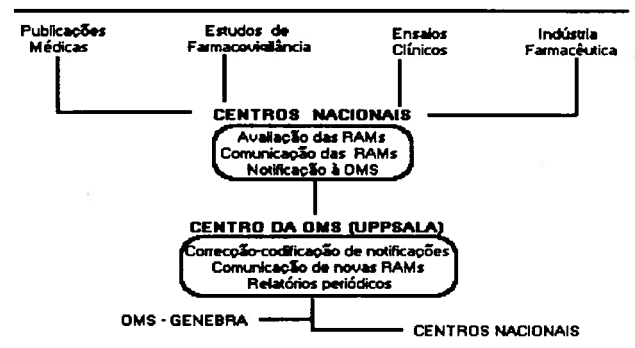 Publicações
Médicas
Estudos de
Farmacovigilância
Ensaios
Clínicos
Indústria
Farmacêutica
CENTROS NACIONAIS
Avaliação das RAMs
Comunicação das RAMs
Notificação à OMS
CENTRO DA OMS (UPPSALA)
Correcção-codificação de notificações
Comunicação de novas RAMs
Relatórios periódicos
OMS - GENEBRA
CENTROS NACIONAIS